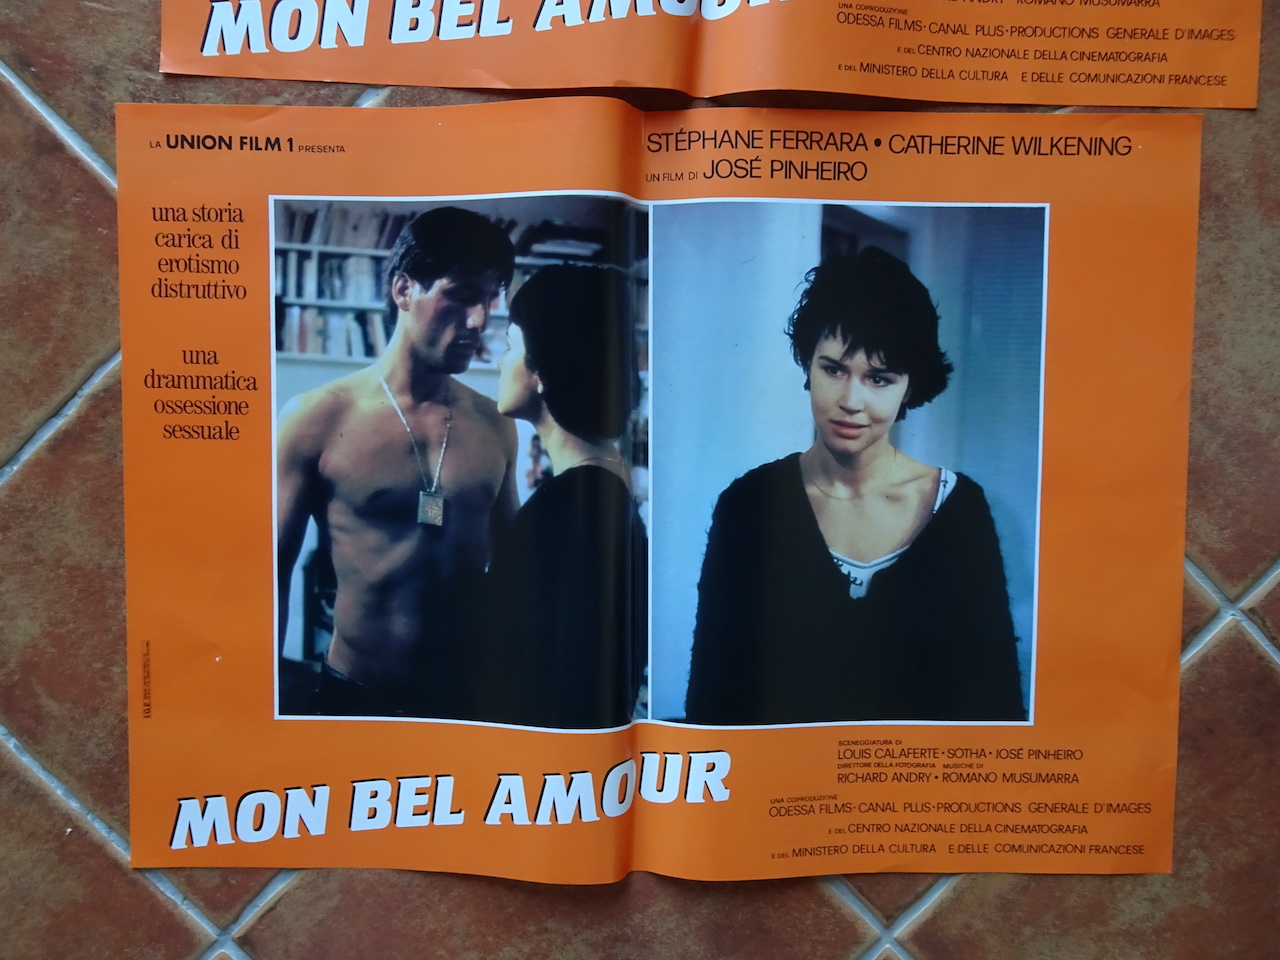 MON BEL AMOUR
ROMANO MUSUMARRA
UNA COPRODUZIONE
ODESSA FILMS · CANAL PLUS · PRODUCTIONS GENERALE D'IMAGES
E DEL CENTRO NAZIONALE DELLA CINEMATOGRAFIA
E DEL MINISTERO DELLA CULTURA E DELLE COMUNICAZIONI FRANCESE
LA UNION FILM 1 PRESENTA
STÉPHANE FERRARA • CATHERINE WILKENING
UN FILM DI JOSÉ PINHEIRO
una storia
carica di
erotismo
distruttivo
una
drammatica
ossessione
sessuale
MON BEL AMOUR
SCENEGGIATURA DI
LOUIS CALAFERTE · SOTHA · JOSÉ PINHEIRO
DIRETTORE DELLA FOTOGRAFIA MUSICHE DI
RICHARD ANDRY · ROMANO MUSUMARRA
UNA COPRODUZIONE
ODESSA FILMS · CANAL PLUS · PRODUCTIONS GENERALE D'IMAGES
E DEL CENTRO NAZIONALE DELLA CINEMATOGRAFIA
E DEL MINISTERO DELLA CULTURA E DELLE COMUNICAZIONI FRANCESE